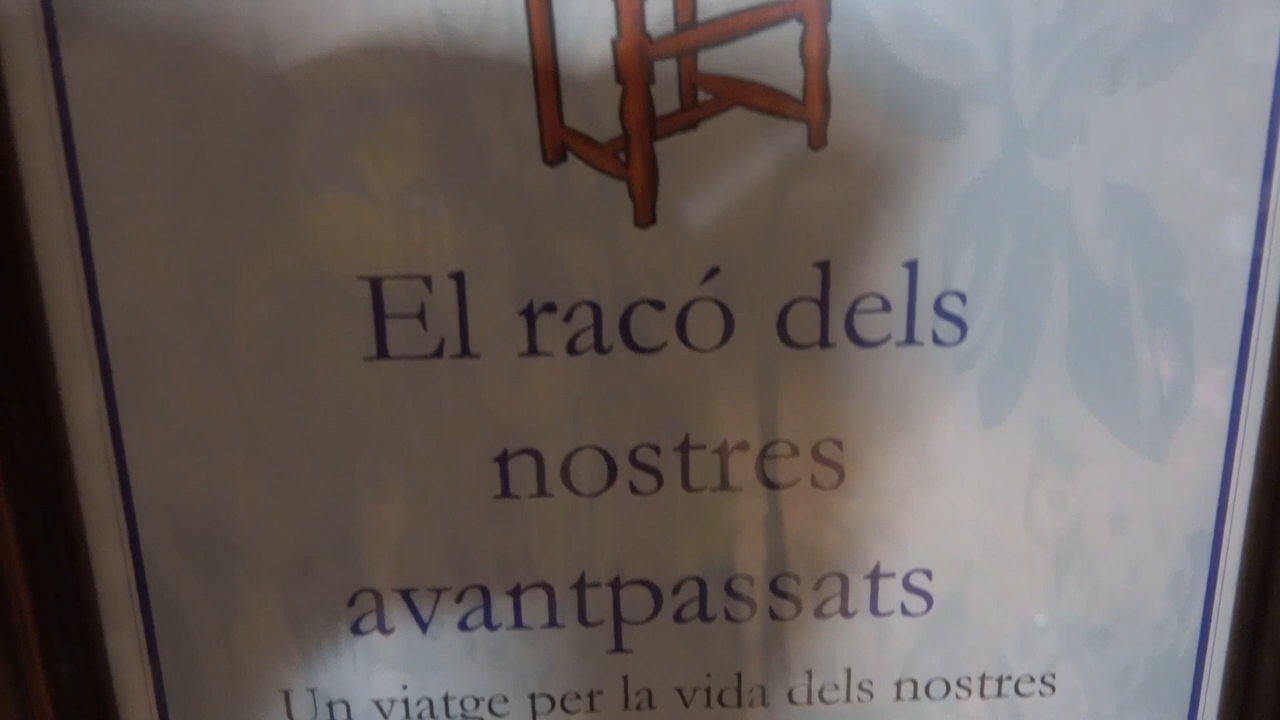 El racó dels
nostres
avantpassats
Un viatge per la vida dels nostres